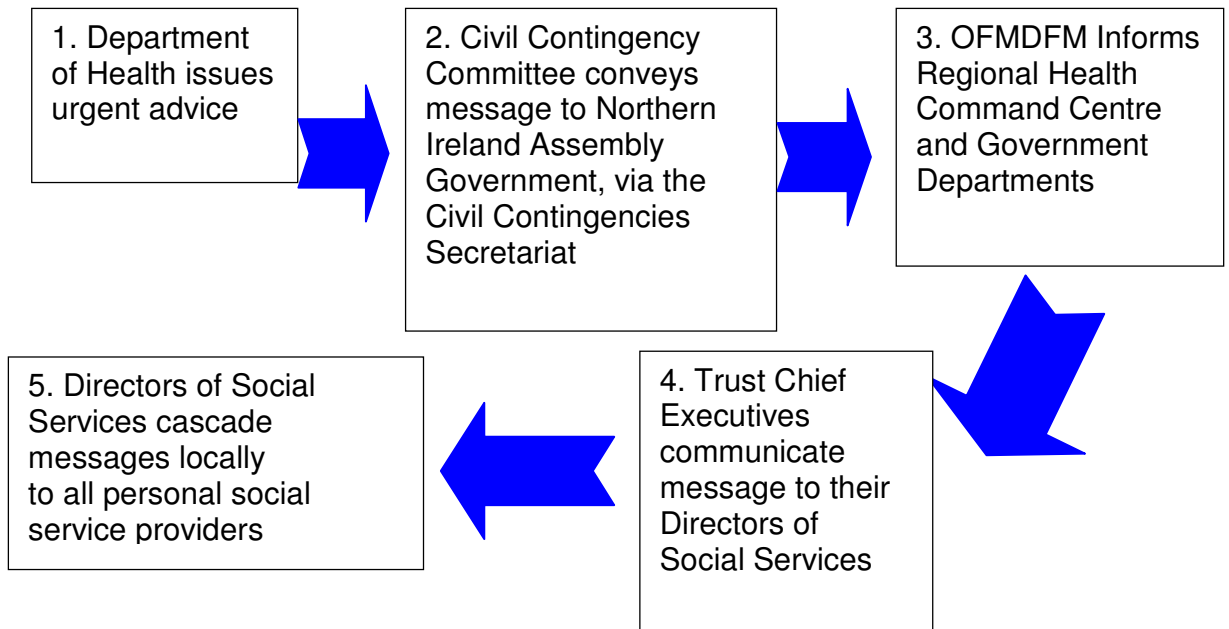 1. Department
of Health issues
urgent advice
2. Civil Contingency
Committee conveys
message to Northern
Ireland Assembly
Government, via the
Civil Contingencies
Secretariat
3. OFMDFM Informs
Regional Health
Command Centre
and Government
Departments
4. Trust Chief
Executives
communicate
message to their
Directors of
Social Services
5. Directors of Social
Services cascade
messages locally
to all personal social
service providers